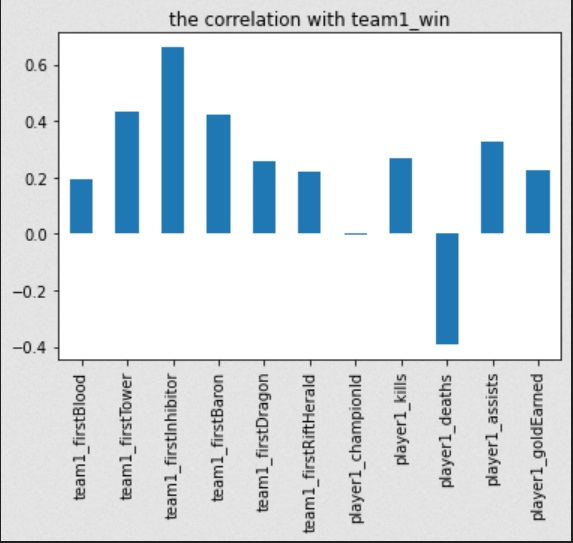 the correlation with team1_win
0.6
0.4
0.2
0.0
−0.2
−0.4
team1_firstBlood
team1_firstTower
team1_firstInhibitor
team1_firstBaron
team1_firstDragon
team1_firstRiftHerald
player1_championId
player1_kills
player1_deaths
player1_assists
player1_goldEarned